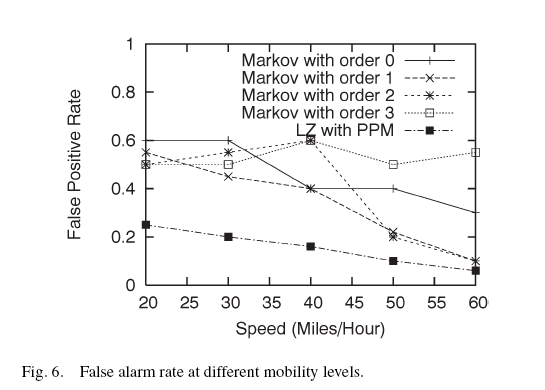 1
0.8
0.6
0.4
0.2
0
False Positive Rate
Markov with order 0
Markov with order 1
Markov with order 2
Markov with order 3
LZ with PPM
20 25 30 35 40 45 50 55 60
Speed (Miles/Hour)
Fig. 6. False alarm rate at different mobility levels.